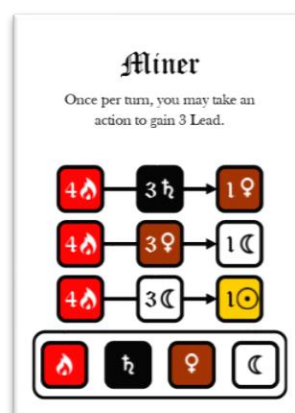 Miner
Once per turn, you may take an
action to gain 3 Lead.
4 3♄ 1♀
4 3♀ 1☾
4 3☾ 1☉
♄ ♀ ☾